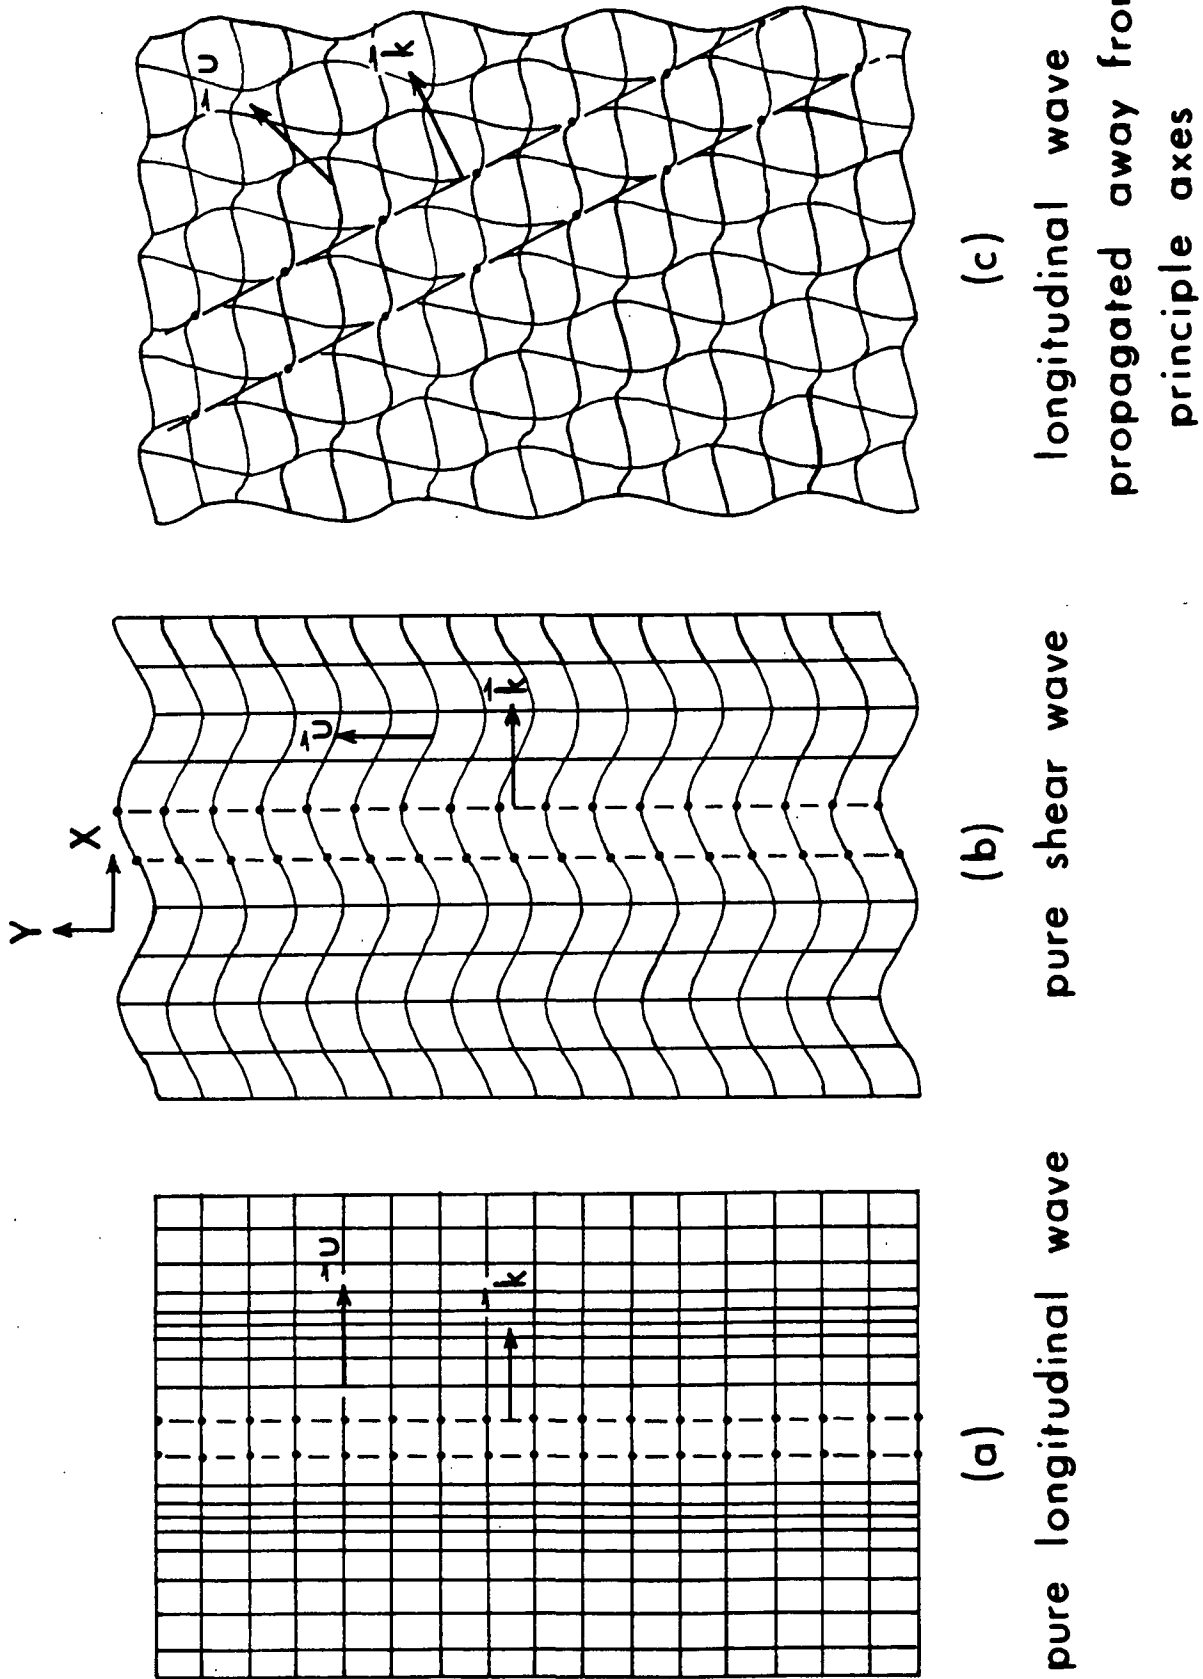 U
k
(a)
pure longitudinal wave
Y
X
U
k
(b)
pure shear wave
U
k
(c)
longitudinal wave
propagated away
principle axes